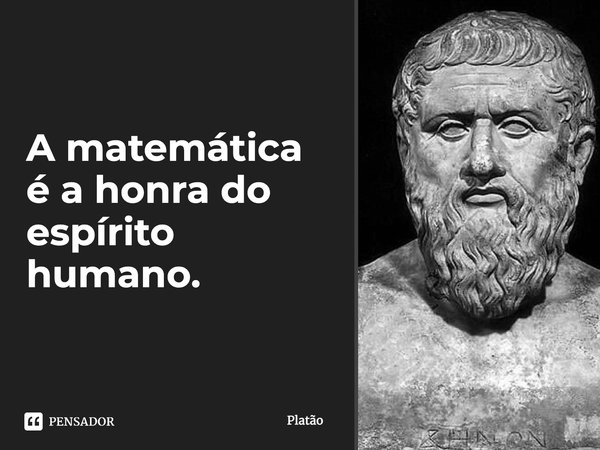 A matemática
é a honra do
espírito
humano.
PENSADOR
Platão